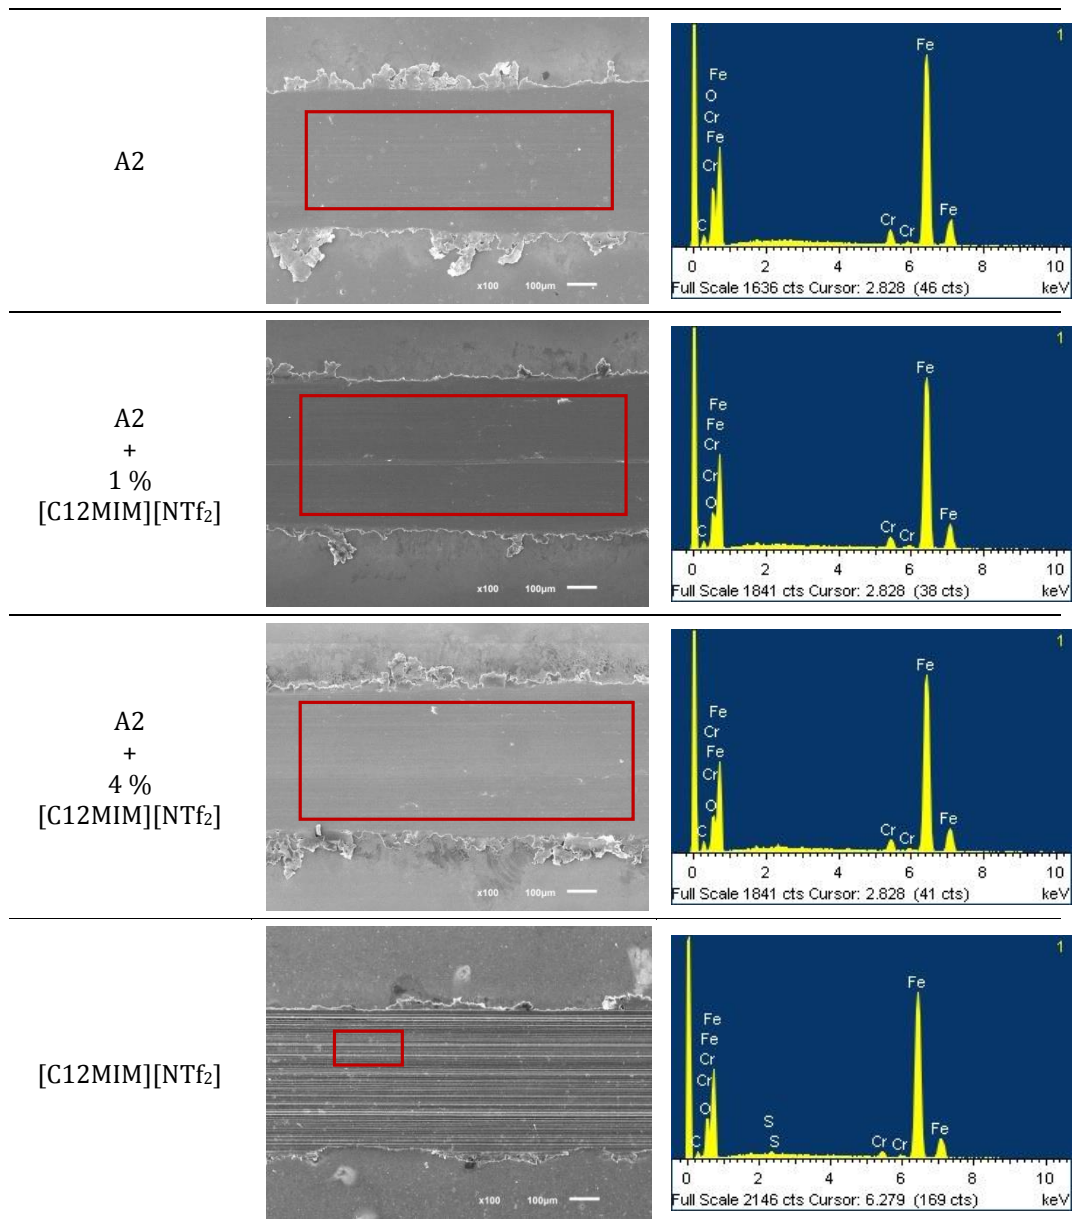 A2
x100 100μm
1
Fe
Fe
O
Cr
Fe
Cr
C
Cr
Cr
Fe
0 2 4 6 8 10
Full Scale 1636 cts Cursor: 2.828 (46 cts) keV
A2
+
1 %
[C12MIM][NTf₂]
x100 100μm
1
Fe
Fe
Fe
Cr
Cr
O
C
Cr
Cr
Fe
0 2 4 6 8 10
Full Scale 1841 cts Cursor: 2.828 (38 cts) keV
A2
+
4 %
[C12MIM][NTf₂]
x100 100μm
1
Fe
Fe
Cr
Fe
Cr
O
C
Cr
Cr
Fe
0 2 4 6 8 10
Full Scale 1841 cts Cursor: 2.828 (41 cts) keV
[C12MIM][NTf₂]
x100 100μm
1
Fe
Fe
Fe
Cr
Cr
O
C
S
S
Cr
Cr
Fe
0 2 4 6 8 10
Full Scale 2146 cts Cursor: 6.279 (169 cts) keV